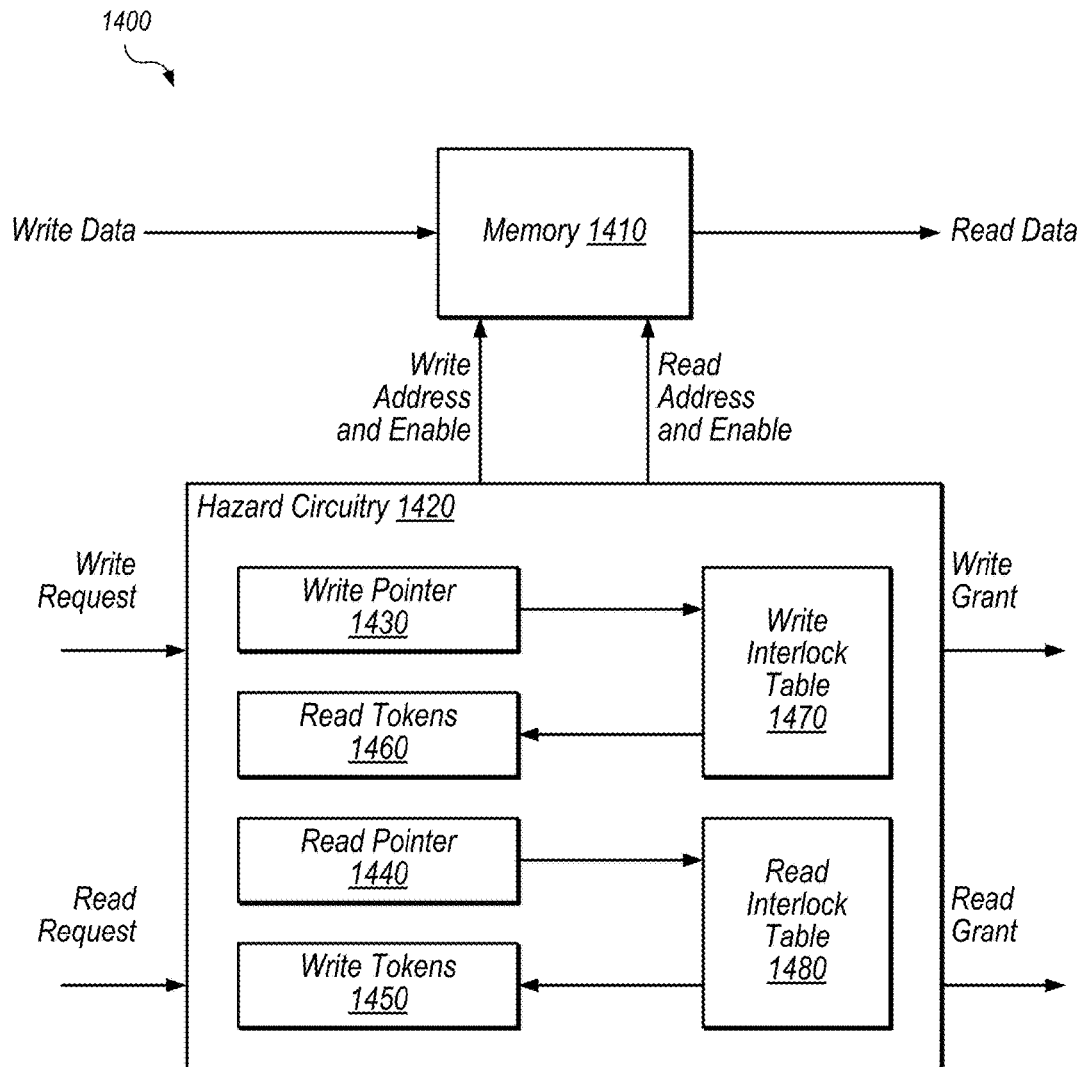 1400
Memory 1410
Write Data
Read Data
Write
Address
and Enable
Read
Address
and Enable
Hazard Circuitry 1420
Write
Request
Write Pointer
1430
Write
Interlock
Table
1470
Write
Grant
Read Tokens
1460
Read Pointer
1440
Read
Interlock
Table
1480
Read
Request
Read
Grant
Write Tokens
1450